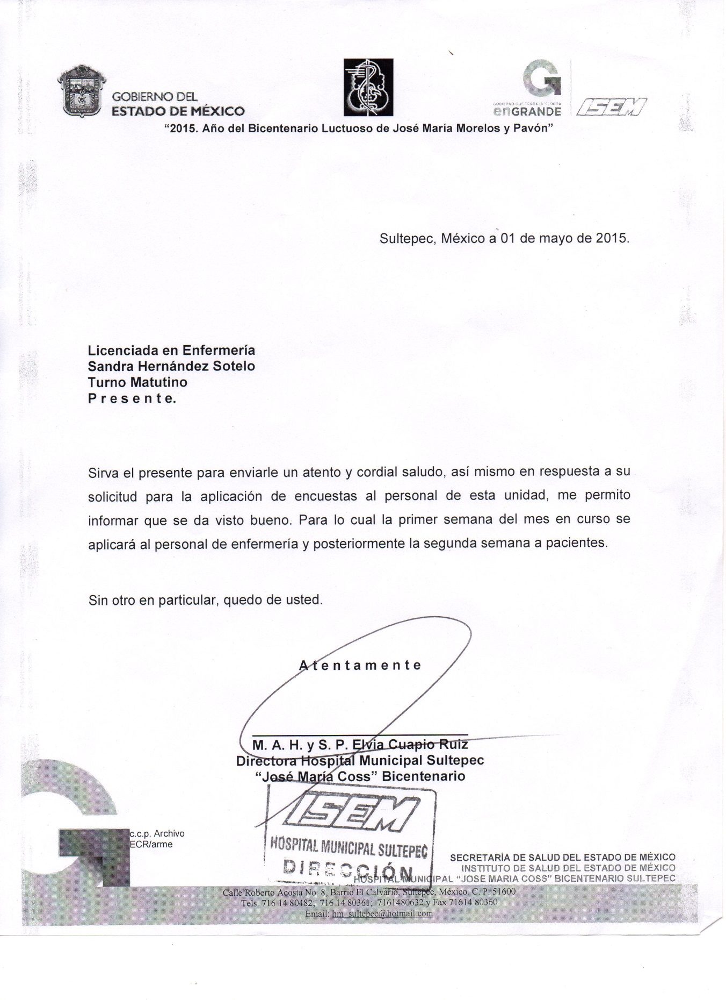 GOBIERNO DEL
ESTADO DE MÉXICO
GOBIERNO QUE TRABAJA Y LOGRA
enGRANDE
ISEM
“2015. Año del Bicentenario Luctuoso de José María Morelos y Pavón”
Sultepec, México a 01 de mayo de 2015.
Licenciada en Enfermería
Sandra Hernández Sotelo
Turno Matutino
P r e s e n t e.
Sirva el presente para enviarle un atento y cordial saludo, así mismo en respuesta a su
solicitud para la aplicación de encuestas al personal de esta unidad, me permito
informar que se da visto bueno. Para lo cual la primer semana del mes en curso se
aplicará al personal de enfermería y posteriormente la segunda semana a pacientes.
Sin otro en particular, quedo de usted.
A t e n t a m e n t e
M. A. H. y S. P. Elvia Cuapio Ruiz
Directora Hospital Municipal Sultepec
“José María Coss” Bicentenario
ISEM
HOSPITAL MUNICIPAL SULTEPEC
DIRECCIÓN
c.c.p. Archivo
ECR/arme
SECRETARÍA DE SALUD DEL ESTADO DE MÉXICO
INSTITUTO DE SALUD DEL ESTADO DE MÉXICO
HOSPITAL MUNICIPAL “JOSE MARIA COSS” BICENTENARIO SULTEPEC
Calle Roberto Acosta No. 8, Barrio El Calvario, Sultepec, México. C. P. 51600
Tels. 716 14 80482; 716 14 80361; 7161480632 y Fax 71614 80360
Email: hm_sultepec@hotmail.com